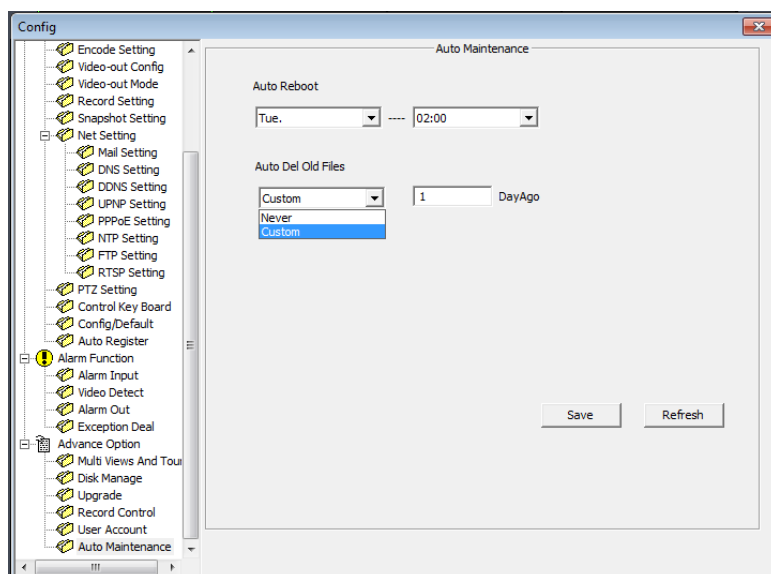 Config
Encode Setting
Video-out Config
Video-out Mode
Record Setting
Snapshot Setting
Net Setting
Mail Setting
DNS Setting
DDNS Setting
UPNP Setting
PPPoE Setting
NTP Setting
FTP Setting
RTSP Setting
PTZ Setting
Control Key Board
Config/Default
Auto Register
Alarm Function
Alarm Input
Video Detect
Alarm Out
Exception Deal
Advance Option
Multi Views And Tour
Disk Manage
Upgrade
Record Control
User Account
Auto Maintenance
Auto Maintenance
Auto Reboot
Tue. ---- 02:00
Auto Del Old Files
Custom 1 DayAgo
Never
Custom
Save Refresh